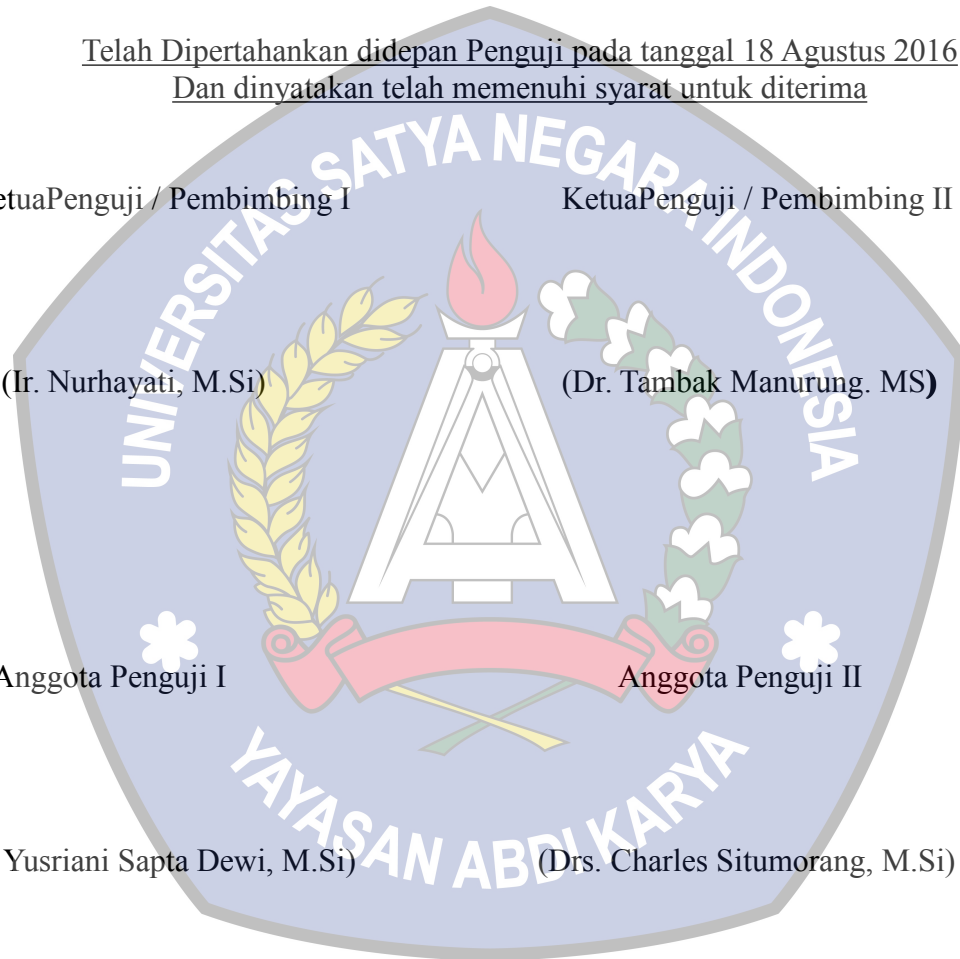 Telah Dipertahankan didepan Penguji pada tanggal 18 Agustus 2016
Dan dinyatakan telah memenuhi syarat untuk diterima
UNIVERSITAS SATYA NEGARA INDONESIA
etuaPenguji / Pembimbing I KetuaPenguji / Pembimbing II
(Ir. Nurhayati, M.Si) (Dr. Tambak Manurung. MS)
Anggota Penguji I Anggota Penguji II
Yusriani Sapta Dewi, M.Si) (Drs. Charles Situmorang, M.Si)
YAYASAN ABDI KARYA